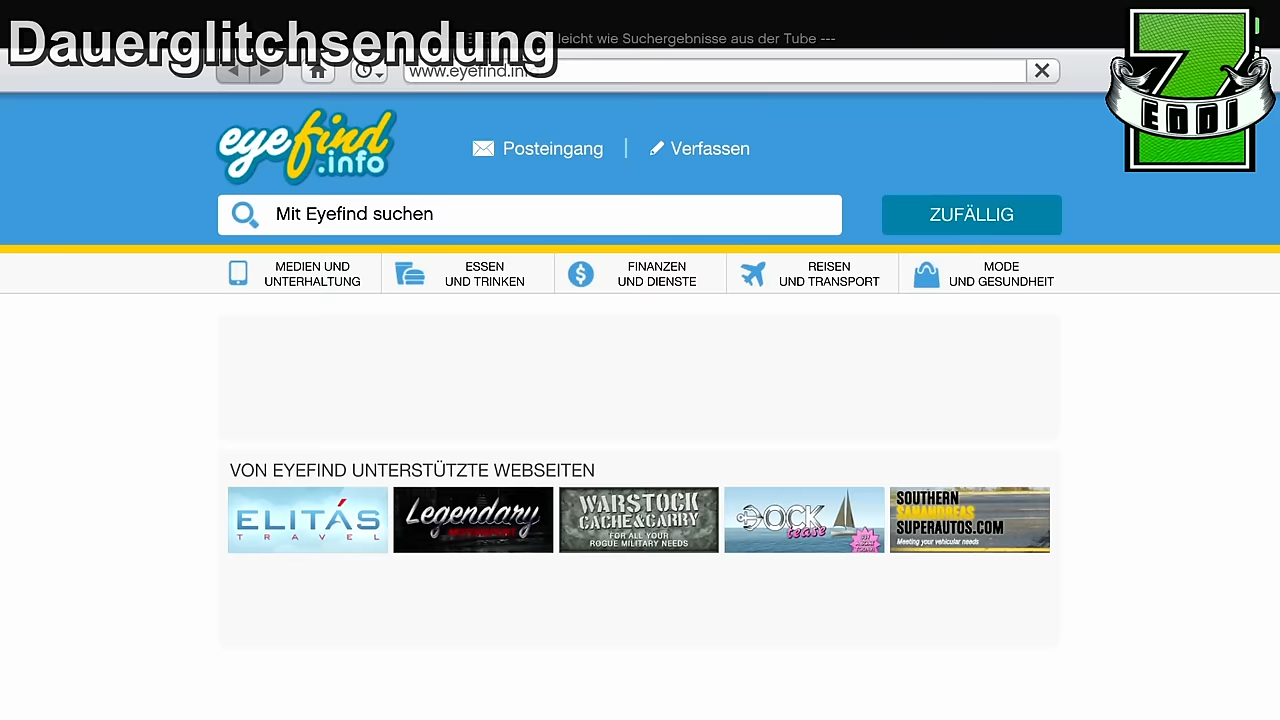 Dauerglitchsendung
leicht wie Suchergebnisse aus der Tube ---
Z
EDDI
www.eyefind.info
eyefind
.info
Posteingang
Verfassen
Mit Eyefind suchen
ZUFÄLLIG
MEDIEN UND
UNTERHALTUNG
ESSEN
UND TRINKEN
FINANZEN
UND DIENSTE
REISEN
UND TRANSPORT
MODE
UND GESUNDHEIT
VON EYEFIND UNTERSTÜTZTE WEBSEITEN
ELITÁS
TRAVEL
Legendary
MOTORSPORT
WARSTOCK
CACHE&CARRY
FOR ALL YOUR
ROGUE MILITARY NEEDS
DOCK
tease
SOUTHERN
SANANDREAS
SUPERAUTOS.COM
Meeting your vehicular needs